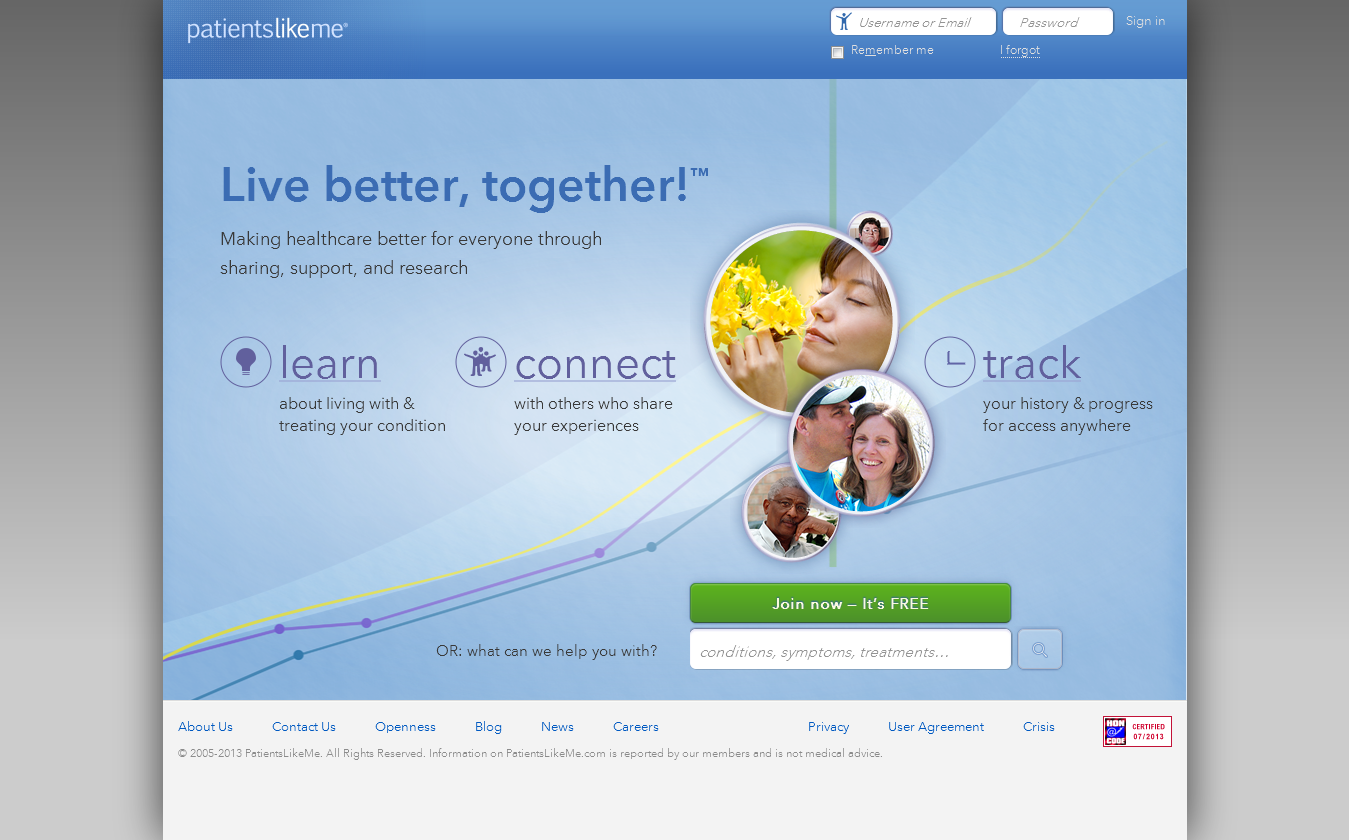 patientslikeme®
Username or Email
Password
Sign in
Remember me
I forgot
Live better, together!™
Making healthcare better for everyone through
sharing, support, and research
learn
about living with &
treating your condition
connect
with others who share
your experiences
track
your history & progress
for access anywhere
Join now – It's FREE
OR: what can we help you with?
conditions, symptoms, treatments...
About Us
Contact Us
Openness
Blog
News
Careers
Privacy
User Agreement
Crisis
HON
@
CODE
CERTIFIED
07/2013
© 2005-2013 PatientsLikeMe. All Rights Reserved. Information on PatientsLikeMe.com is reported by our members and is not medical advice.